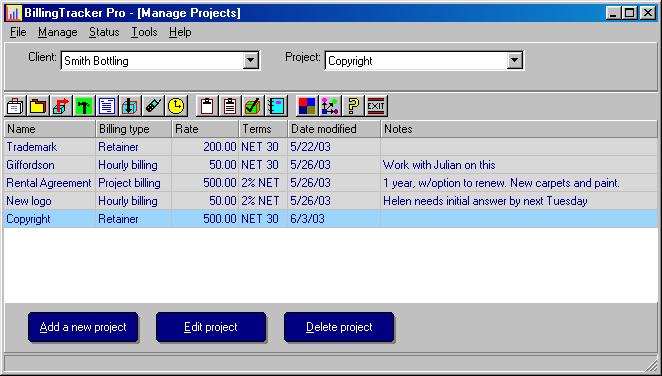 BillingTracker Pro - [Manage Projects]
File Manage Status Tools Help
Client: Smith Bottling Project: Copyright
EXIT
Name Billing type Rate Terms Date modified Notes
Trademark Retainer 200.00 NET 30 5/22/03
Giffordson Hourly billing 50.00 NET 30 5/26/03 Work with Julian on this
Rental Agreement Project billing 500.00 2% NET 5/26/03 1 year, w/option to renew. New carpets and paint.
New logo Hourly billing 50.00 2% NET 5/26/03 Helen needs initial answer by next Tuesday
Copyright Retainer 500.00 NET 30 6/3/03
Add a new project Edit project Delete project